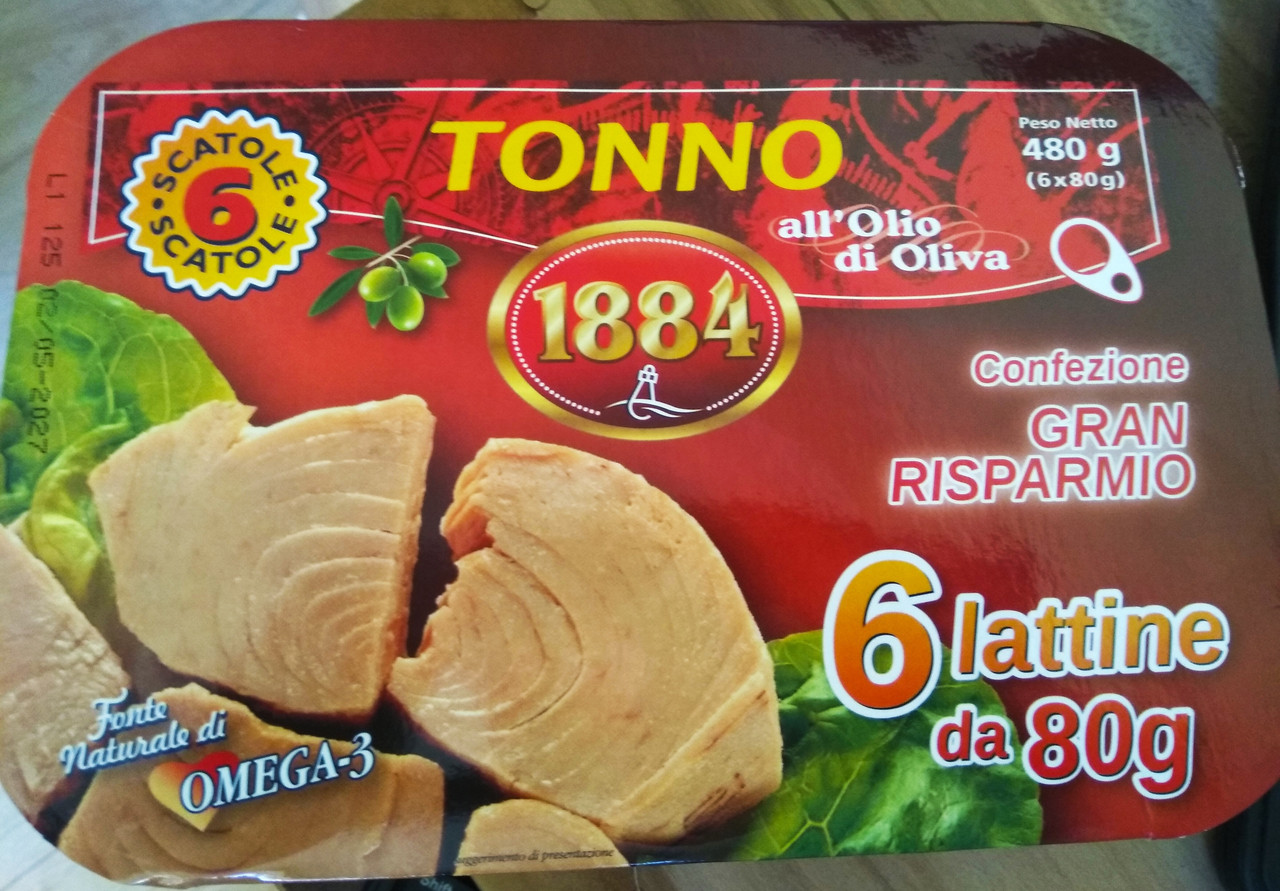 TONNO
Peso Netto
480 g
(6x80g)
SCATOLE
6
SCATOLE
all'Olio
di Oliva
1884
L1 125 02/05-2027
Confezione
GRAN
RISPARMIO
6 lattine
da 80g
Fonte
Naturale di
OMEGA-3
suggerimento di presentazione